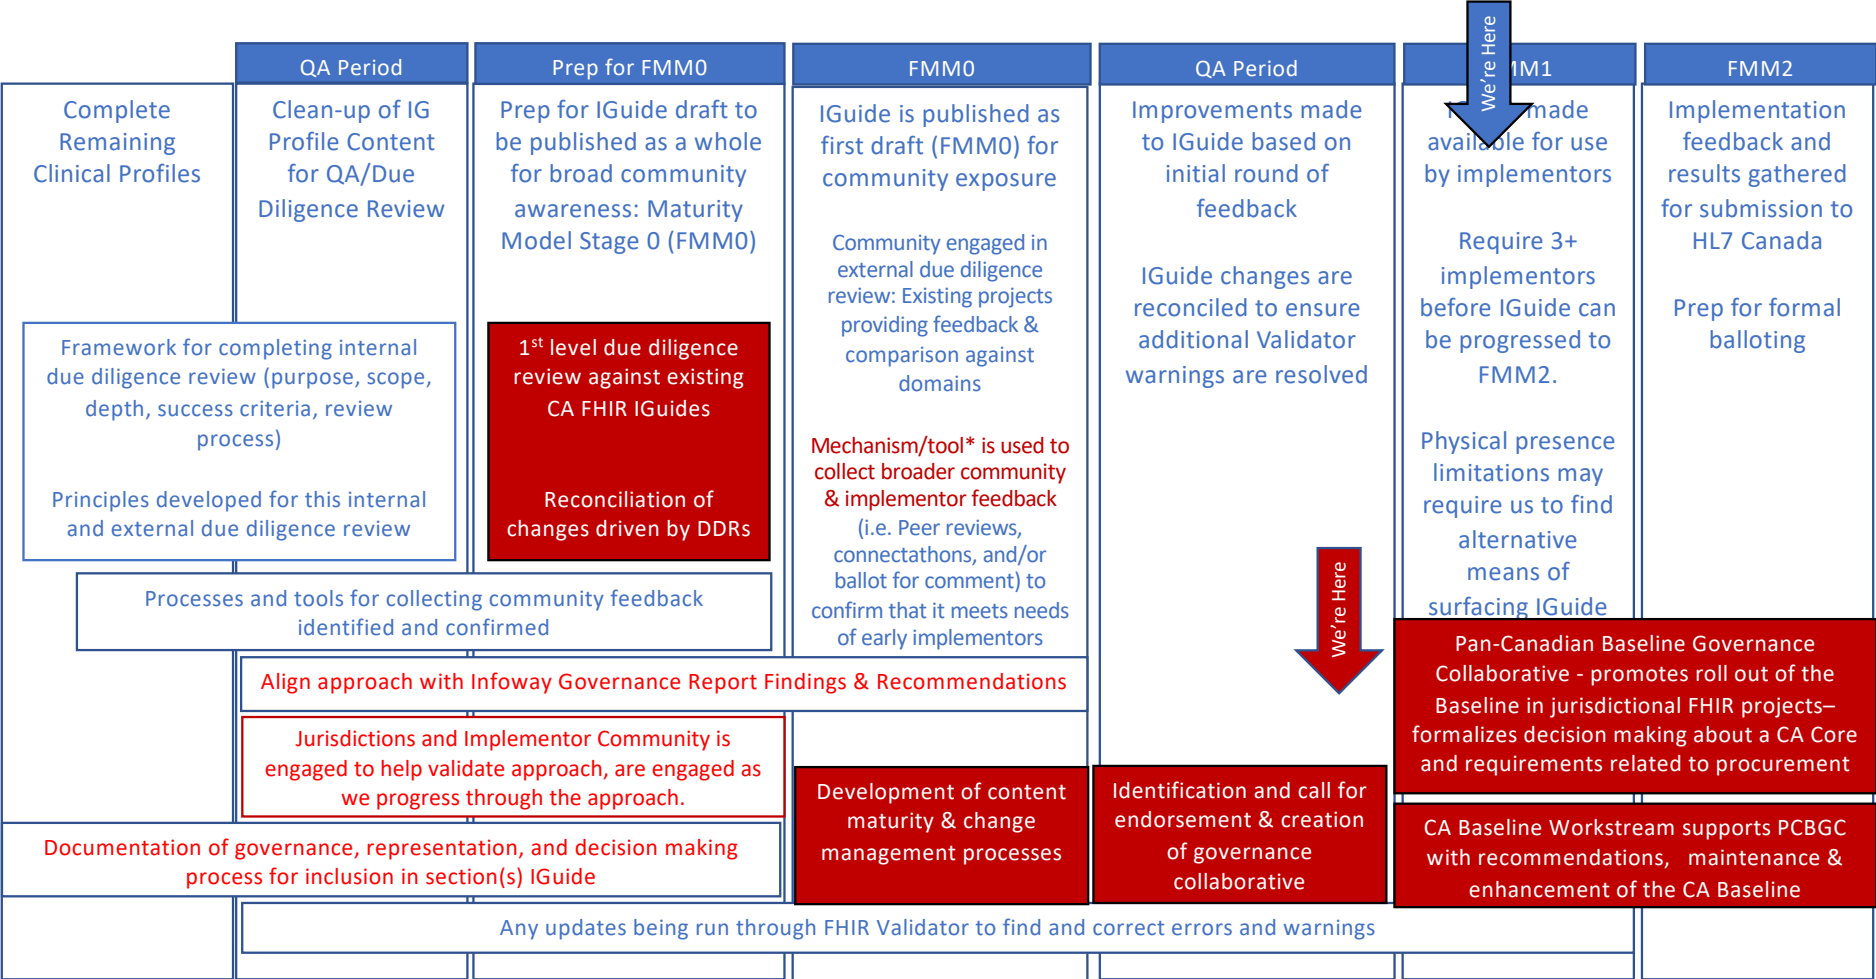 We're Here
QA Period
Prep for FMM0
FMM0
QA Period
MM1
FMM2
Complete
Remaining
Clinical Profiles
Clean-up of IG
Profile Content
for QA/Due
Diligence Review
Prep for IGuide draft to
be published as a whole
for broad community
awareness: Maturity
Model Stage 0 (FMM0)
IGuide is published as
first draft (FMM0) for
community exposure
Community engaged in
external due diligence
review: Existing projects
providing feedback &
comparison against
domains
Mechanism/tool* is used to
collect broader community
& implementor feedback
(i.e. Peer reviews,
connectathons, and/or
ballot for comment) to
confirm that it meets needs
of early implementors
Improvements made
to IGuide based on
initial round of
feedback
IGuide changes are
reconciled to ensure
additional Validator
warnings are resolved
made
available for use
by implementors
Require 3+
implementors
before IGuide can
be progressed to
FMM2.
Physical presence
limitations may
require us to find
alternative
means of
surfacing IGuide
Implementation
feedback and
results gathered
for submission to
HL7 Canada
Prep for formal
balloting
Framework for completing internal
due diligence review (purpose, scope,
depth, success criteria, review
process)
Principles developed for this internal
and external due diligence review
1st level due diligence
review against existing
CA FHIR IGuides
Reconciliation of
changes driven by DDRs
Processes and tools for collecting community feedback
identified and confirmed
We're Here
Align approach with Infoway Governance Report Findings & Recommendations
Jurisdictions and Implementor Community is
engaged to help validate approach, are engaged as
we progress through the approach.
Documentation of governance, representation, and decision making
process for inclusion in section(s) IGuide
Development of content
maturity & change
management processes
Identification and call for
endorsement & creation
of governance
collaborative
Pan-Canadian Baseline Governance
Collaborative - promotes roll out of the
Baseline in jurisdictional FHIR projects–
formalizes decision making about a CA Core
and requirements related to procurement
CA Baseline Workstream supports PCBGC
with recommendations, maintenance &
enhancement of the CA Baseline
Any updates being run through FHIR Validator to find and correct errors and warnings